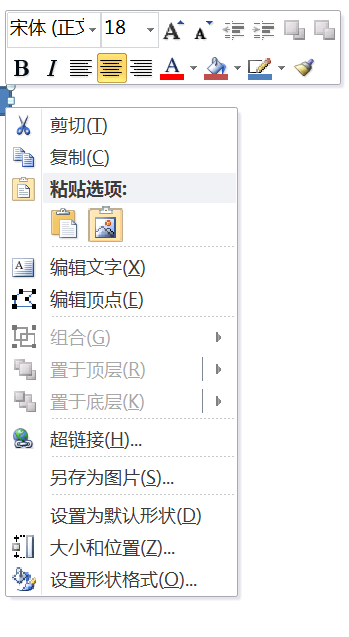 宋体 (正文 18 A A
B I A
剪切(T)
复制(C)
粘贴选项:
编辑文字(X)
编辑顶点(E)
组合(G)
置于顶层(R)
置于底层(K)
超链接(H)...
另存为图片(S)...
设置为默认形状(D)
大小和位置(Z)...
设置形状格式(O)...